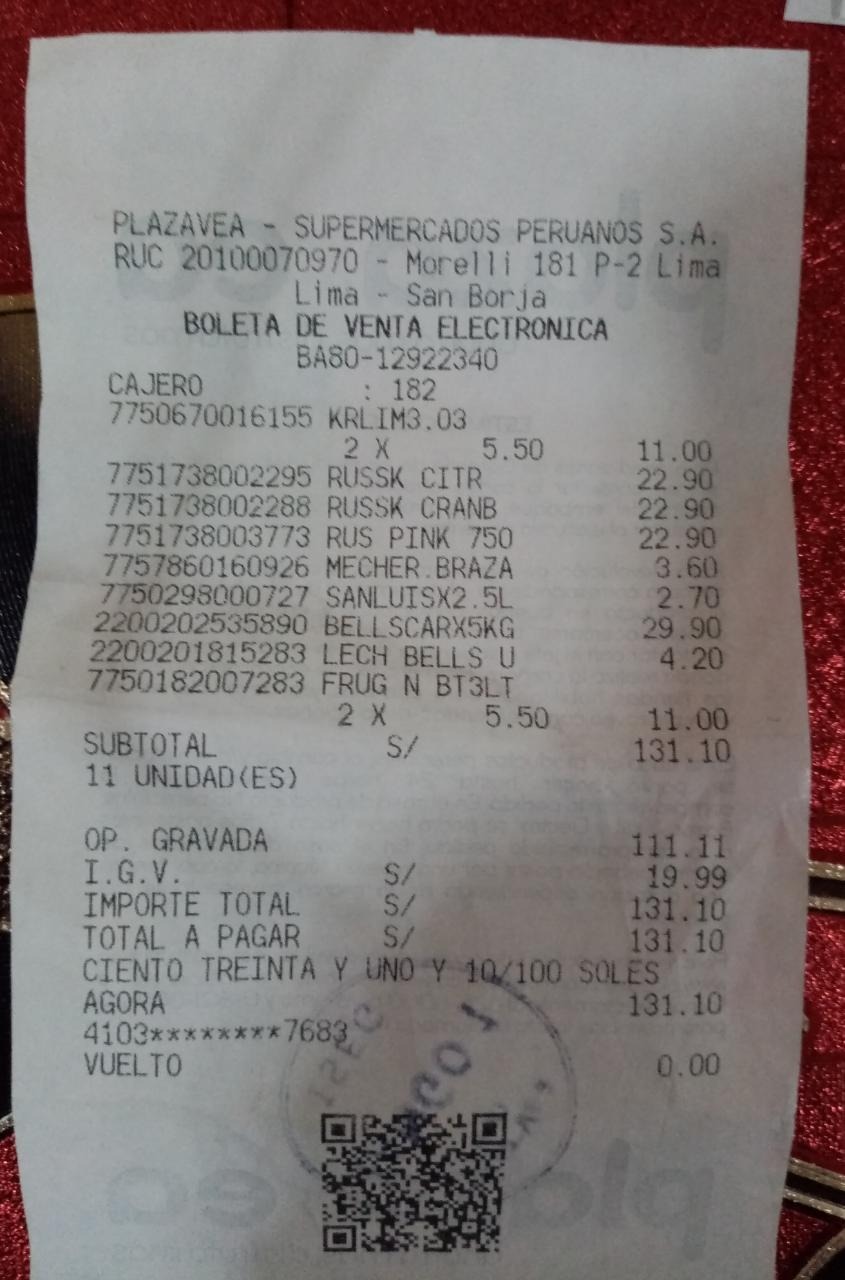 PLAZAVEA - SUPERMERCADOS PERUANOS S.A.
RUC 20100070970 - Morelli 181 P-2 Lima
Lima - San Borja
BOLETA DE VENTA ELECTRONICA
BA80-12922340
CAJERO : 182
7750670016155 KRLIM3.03
2 X 5.50 11.00
7751738002295 RUSSK CITR 22.90
7751738002288 RUSSK CRANB 22.90
7751738003773 RUS PINK 750 22.90
7757860160926 MECHER.BRAZA 3.60
7750298000727 SANLUISX2.5L 2.70
2200202535890 BELLSCARX5KG 29.90
2200201815283 LECH BELLS U 4.20
7750182007283 FRUG N BT3LT
2 X 5.50 11.00
SUBTOTAL S/ 131.10
11 UNIDAD(ES)
OP. GRAVADA 111.11
I.G.V. S/ 19.99
IMPORTE TOTAL S/ 131.10
TOTAL A PAGAR S/ 131.10
CIENTO TREINTA Y UNO Y 10/100 SOLES
AGORA 131.10
4103********7683
VUELTO 0.00